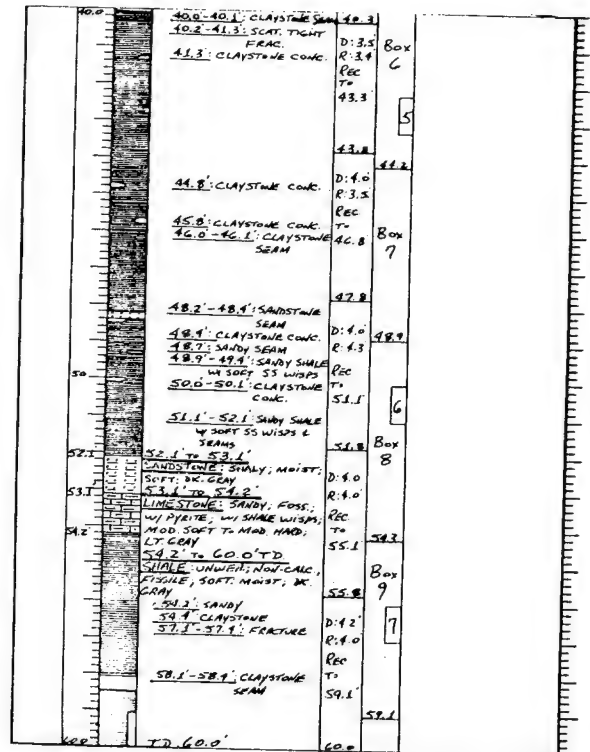 40.0
40.0'-40.1': CLAYSTONE SEAM
40.2'-41.3': SCAT. TIGHT
FRAC.
41.3': CLAYSTONE CONC.
40.3
D: 3.5
R: 3.4
REC
TO
43.3
Box
6
5
43.8
44.2
44.8': CLAYSTONE CONC.
45.8': CLAYSTONE CONC.
46.0'-46.1': CLAYSTONE
SEAM
D: 4.0
R: 3.5
REC
TO
46.8
Box
7
47.8
48.2'-48.4': SANDSTONE
SEAM
48.4': CLAYSTONE CONC.
48.7': SANDY SEAM
48.9'-49.4': SANDY SHALE
W/ SOFT SS WISPS
50.0'-50.1': CLAYSTONE
CONC.
51.1'-52.1': SANDY SHALE
W/ SOFT SS WISPS &
SEAMS
D: 4.0
R: 4.3
REC
TO
51.1
48.9
50
6
51.8
Box
8
52.1
52.1' TO 53.1'
SANDSTONE: SHALY; MOIST;
SOFT; DK. GRAY
53.1
53.1' TO 54.2'
LIMESTONE: SANDY; FOSS.;
W/ PYRITE; W/ SHALE WISPS;
MOD. SOFT TO MOD. HARD;
LT. GRAY
D: 4.0
R: 4.0
REC
TO
55.1
54.3
54.2
54.2' TO 60.0' TD
SHALE: UNWEA.; NON-CALC.,
FISSILE, SOFT. MOIST; DK.
GRAY
Box
9
55.8
54.2': SANDY
54.4' CLAYSTONE
57.1'-57.4': FRACTURE
58.1'-58.4': CLAYSTONE
SEAM
D: 4.2'
R: 4.0
REC
TO
59.1'
7
59.1
60.0
T.D. 60.0'
60.0